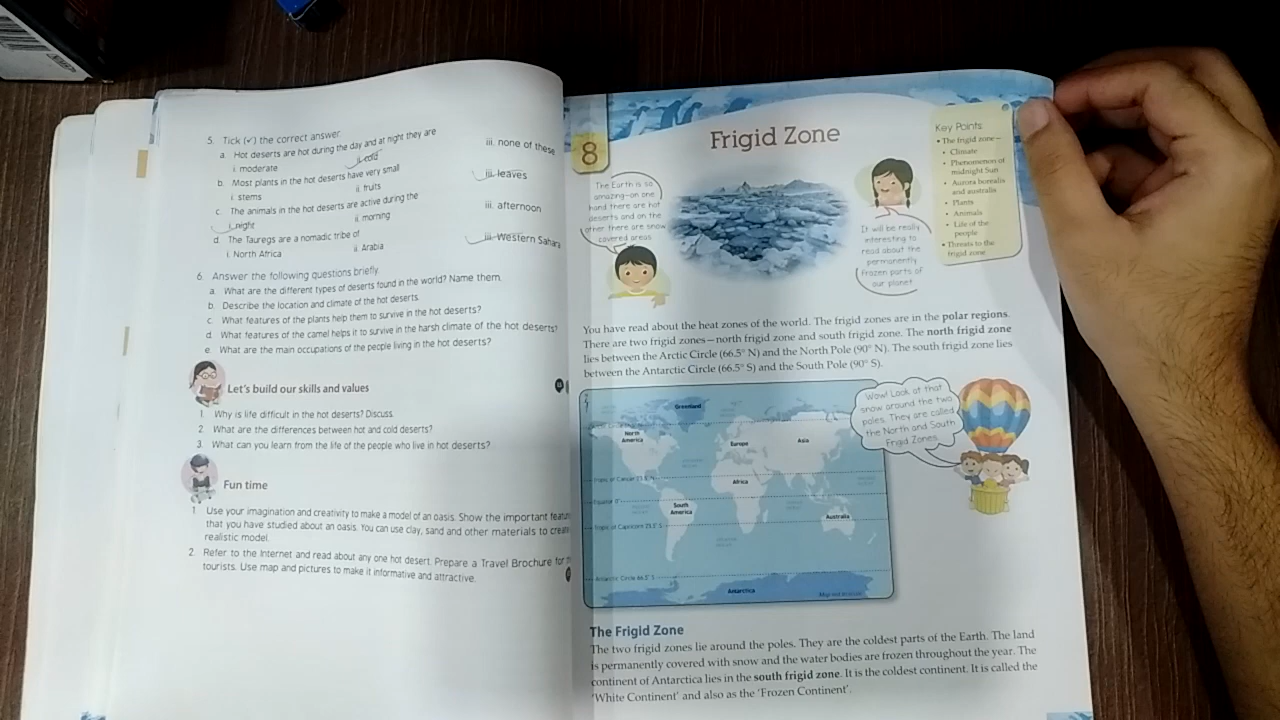 5. Tick (✓) the correct answer.
a. Hot deserts are hot during the day and at night they are
i. moderate ii. cold iii. none of these
b. Most plants in the hot deserts have very small
i. stems ii. fruits iii. leaves
c. The animals in the hot deserts are active during the
i. night ii. morning iii. afternoon
d. The Tauregs are a nomadic tribe of
i. North Africa ii. Arabia iii. Western Sahara
6. Answer the following questions briefly.
a. What are the different types of deserts found in the world? Name them.
b. Describe the location and climate of the hot deserts.
c. What features of the plants help them to survive in the hot deserts?
d. What features of the camel helps it to survive in the harsh climate of the hot deserts?
e. What are the main occupations of the people living in the hot deserts?
Let's build our skills and values
1. Why is life difficult in the hot deserts? Discuss.
2. What are the differences between hot and cold deserts?
3. What can you learn from the life of the people who live in hot deserts?
Fun time
1. Use your imagination and creativity to make a model of an oasis. Show the important
that you have studied about an oasis. You can use clay, sand and other materials to
realistic model.
2. Refer to the Internet and read about any one hot desert. Prepare a Travel Brochure for
tourists. Use map and pictures to make it informative and attractive.
8
Frigid Zone
Key Points
• The frigid zone—
• Climate
• Phenomenon of
midnight Sun
• Aurora borealis
and australis
• Plants
• Animals
• Life of the
people
• Threats to the
frigid zone
The Earth is so
amazing-on one
hand there are hot
deserts and on the
other there are snow
covered areas.
It will be really
interesting to
read about the
permanently
frozen parts of
our planet.
You have read about the heat zones of the world. The frigid zones are in the polar regions.
There are two frigid zones—north frigid zone and south frigid zone. The north frigid zone
lies between the Arctic Circle (66.5° N) and the North Pole (90° N). The south frigid zone lies
between the Antarctic Circle (66.5° S) and the South Pole (90° S).
Wow! Look at that
snow around the two
poles. They are called
the North and South
Frigid Zones.
Greenland
North
America
Europe
Asia
Tropic of Cancer 23.5° N
Africa
Equator 0°
South
America
Australia
Tropic of Capricorn 23.5° S
Antarctic Circle 66.5° S
Antarctica
The Frigid Zone
The two frigid zones lie around the poles. They are the coldest parts of the Earth. The land
is permanently covered with snow and the water bodies are frozen throughout the year. The
continent of Antarctica lies in the south frigid zone. It is the coldest continent. It is called the
'White Continent' and also as the 'Frozen Continent'.